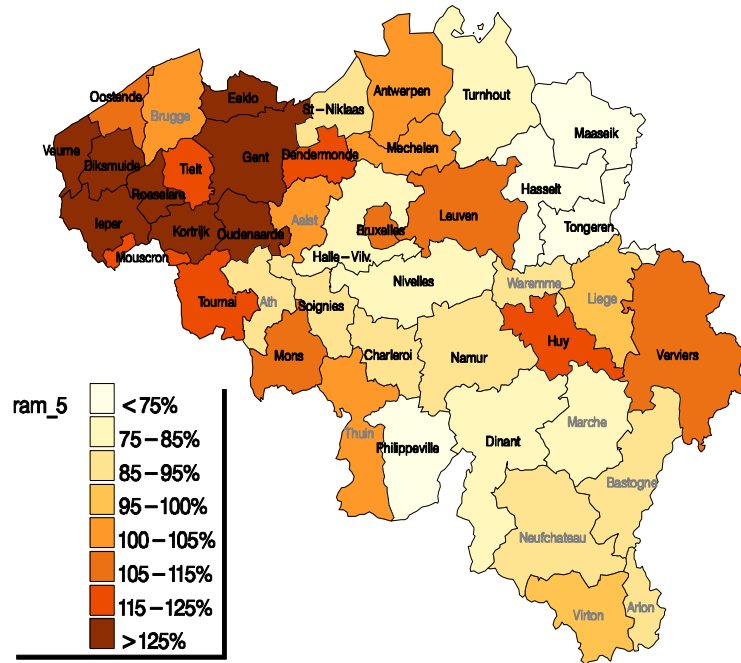 Oostende
Brugge
Eeklo
St-Niklaas
Antwerpen
Turnhout
Maaseik
Veurne
Diksmuide
Tielt
Gent
Dendermonde
Mechelen
Roeselare
Hasselt
Ieper
Kortrijk
Oudenaarde
Aalst
Bruxelles
Leuven
Tongeren
Mouscron
Halle-Vilv.
Tournai
Ath
Soignies
Nivelles
Waremme
Liege
Mons
Charleroi
Namur
Huy
Verviers
Thuin
Philippeville
Dinant
Marche
Bastogne
Neufchateau
Virton
Arlon
ram_5
<75%
75-85%
85-95%
95-100%
100-105%
105-115%
115-125%
>125%